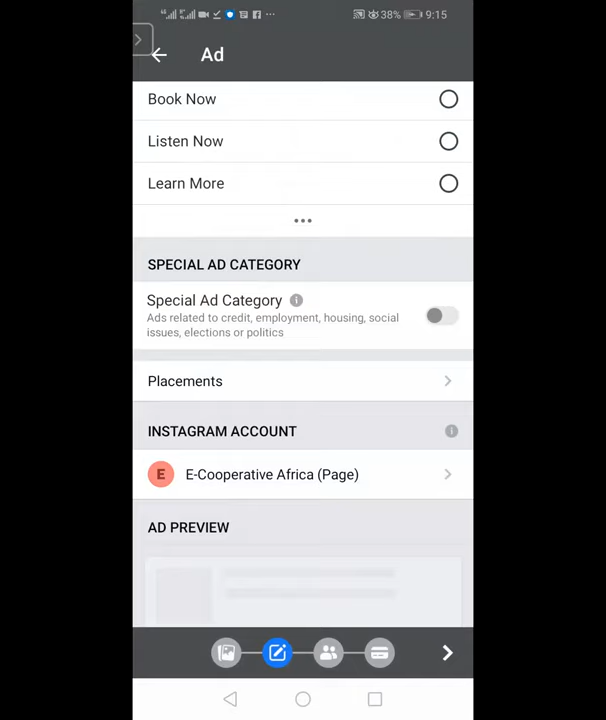 38% 9:15
Ad
Book Now
Listen Now
Learn More
SPECIAL AD CATEGORY
Special Ad Category
Ads related to credit, employment, housing, social
issues, elections or politics
Placements
INSTAGRAM ACCOUNT
E E-Cooperative Africa (Page)
AD PREVIEW